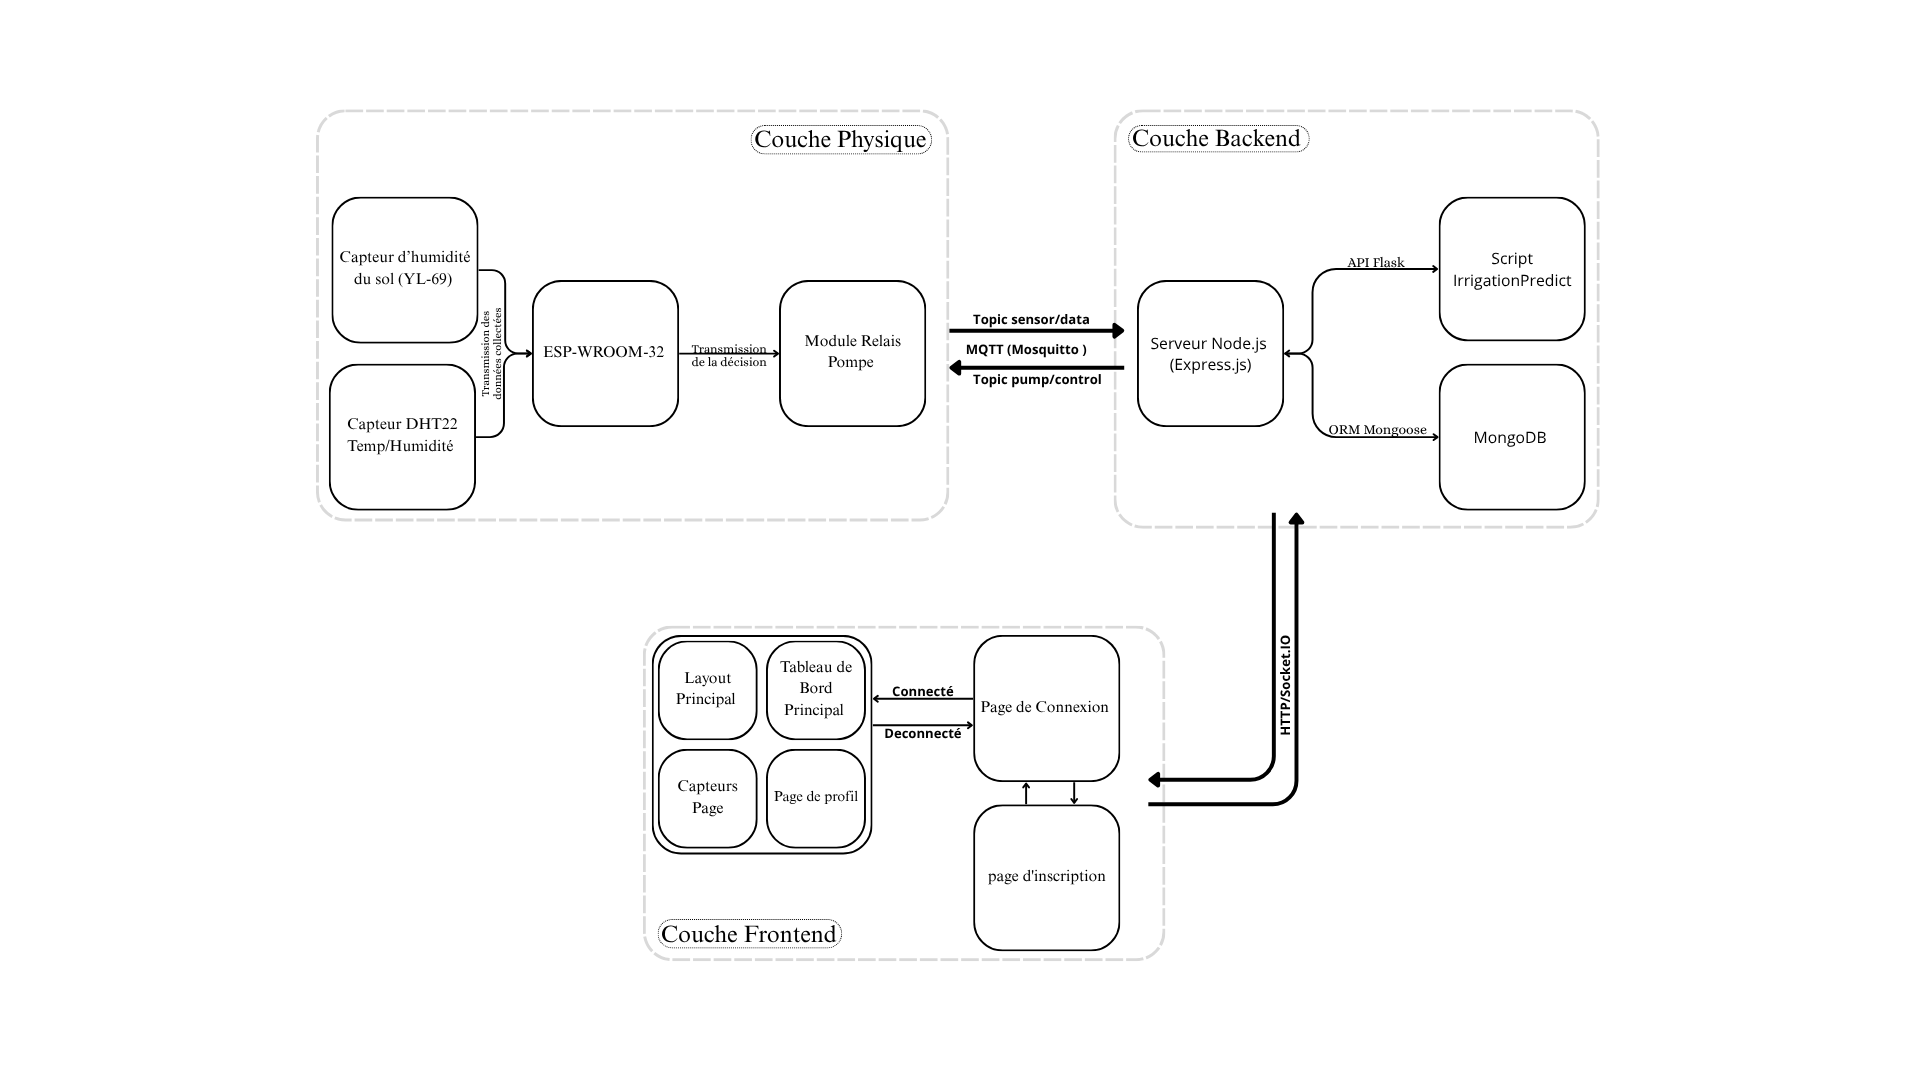 Couche Physique
Capteur d’humidité
du sol (YL-69)
Capteur DHT22
Temp/Humidité
Transmission des
données collectées
ESP-WROOM-32
Transmission
de la décision
Module Relais
Pompe
Topic sensor/data
MQTT (Mosquitto )
Topic pump/control
Couche Backend
Serveur Node.js
(Express.js)
API Flask
ORM Mongoose
Script
IrrigationPredict
MongoDB
HTTP/Socket.IO
Layout
Principal
Tableau de
Bord
Principal
Capteurs
Page
Page de profil
Connecté
Deconnecté
Page de Connexion
page d'inscription
Couche Frontend